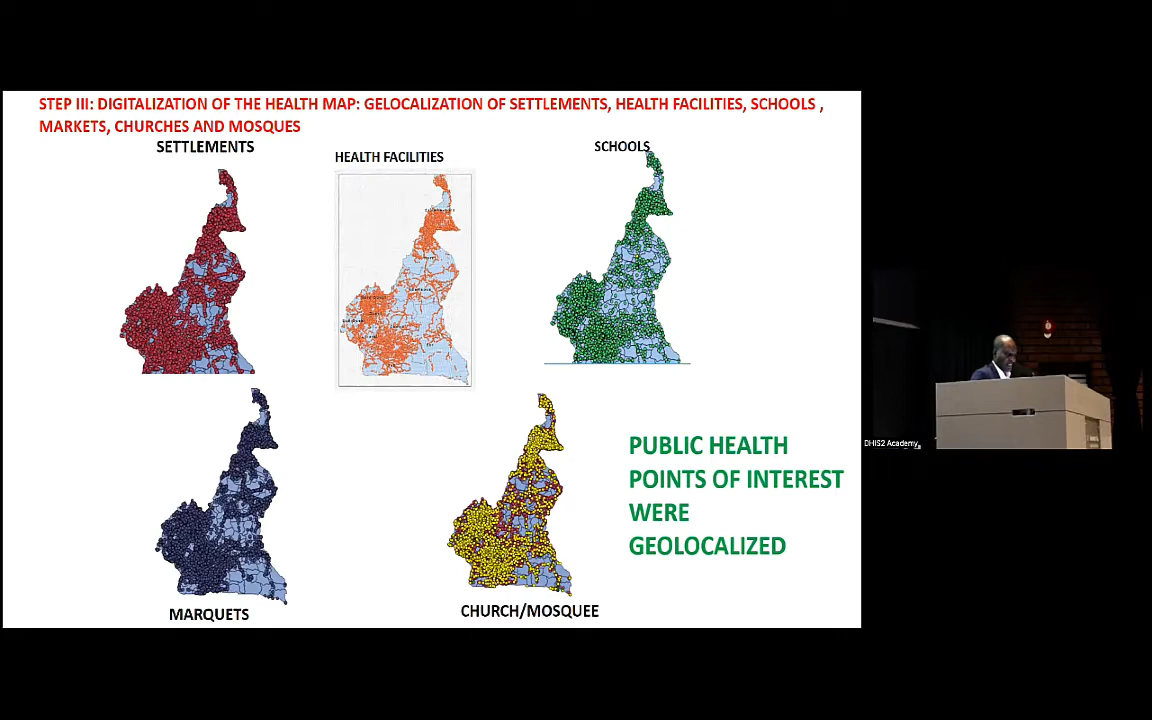 STEP III: DIGITALIZATION OF THE HEALTH MAP: GELOCALIZATION OF SETTLEMENTS, HEALTH FACILITIES, SCHOOLS ,
MARKETS, CHURCHES AND MOSQUES
SETTLEMENTS
HEALTH FACILITIES
SCHOOLS
PUBLIC HEALTH
POINTS OF INTEREST
WERE
GEOLOCALIZED
MARQUETS
CHURCH/MOSQUEE
DHIS2 Academy